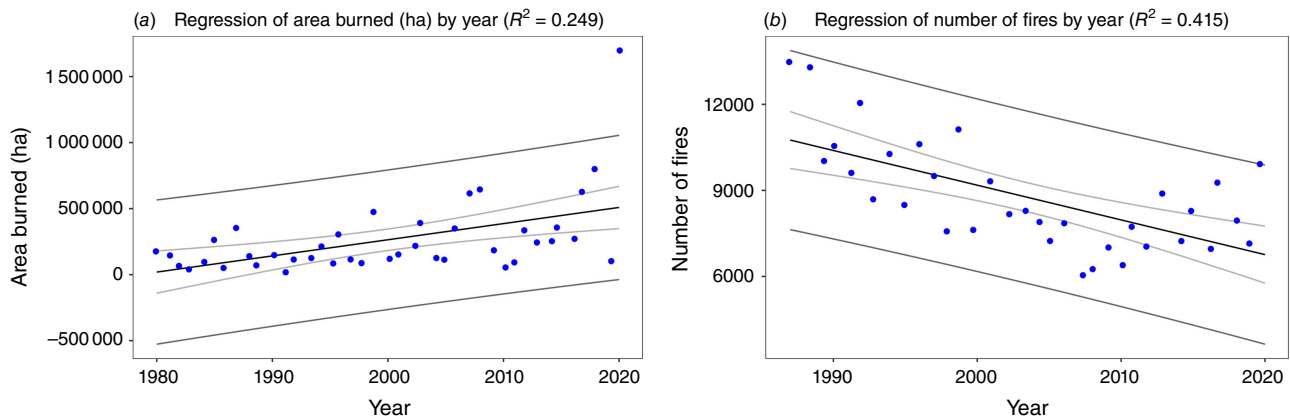 (a) Regression of area burned (ha) by year (R² = 0.249)
1 500 000
1 000 000
500 000
0
−500 000
Area burned (ha)
1980 1990 2000 2010 2020
Year
(b) Regression of number of fires by year (R² = 0.415)
12000
9000
6000
Number of fires
1990 2000 2010 2020
Year